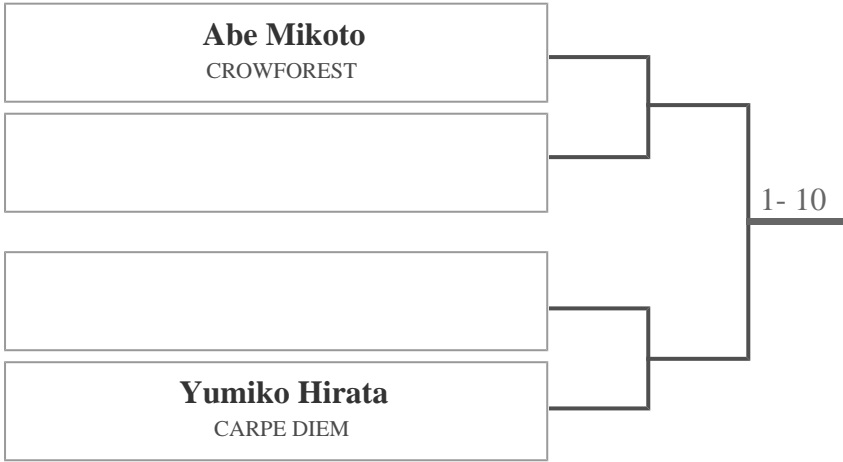 Abe Mikoto
CROWFOREST
1- 10
Yumiko Hirata
CARPE DIEM